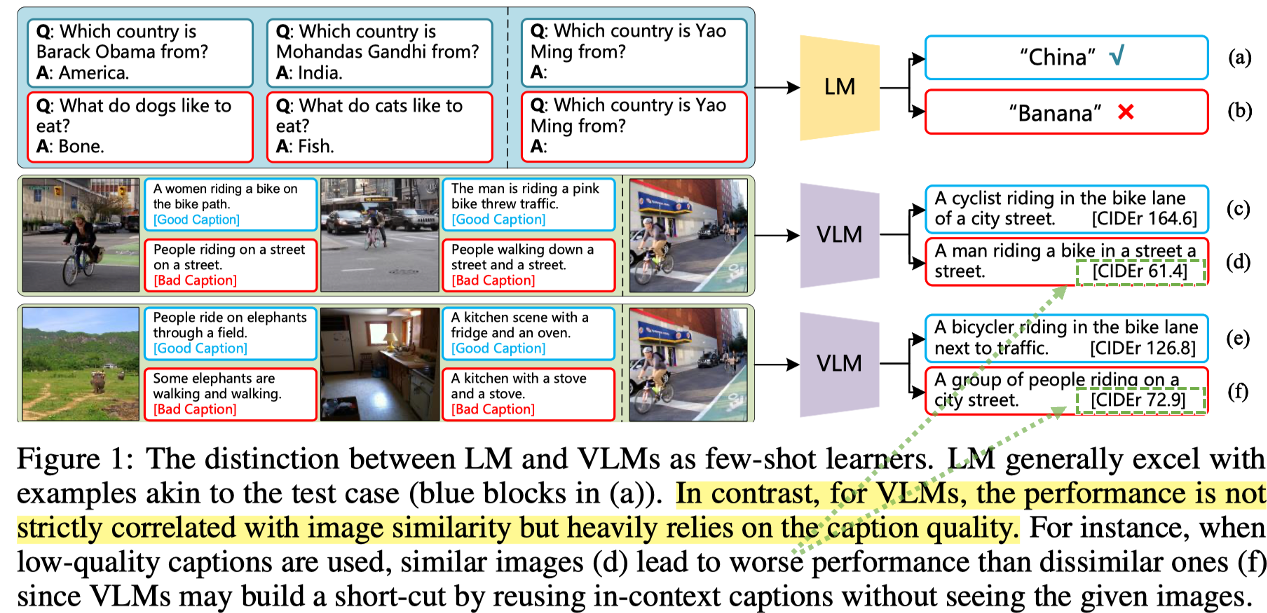 Q: Which country is
Barack Obama from?
A: America.
Q: Which country is
Mohandas Gandhi from?
A: India.
Q: Which country is Yao
Ming from?
A:
Q: What do dogs like to
eat?
A: Bone.
Q: What do cats like to
eat?
A: Fish.
Q: Which country is Yao
Ming from?
A:
LM
"China" √
(a)
"Banana" ×
(b)
A women riding a bike on
the bike path.
[Good Caption]
People riding on a street
on a street.
[Bad Caption]
The man is riding a pink
bike threw traffic.
[Good Caption]
People walking down a
street and a street.
[Bad Caption]
VLM
A cyclist riding in the bike lane
of a city street. [CIDEr 164.6]
(c)
A man riding a bike in a street a
street. [CIDEr 61.4]
(d)
People ride on elephants
through a field.
[Good Caption]
Some elephants are
walking and walking.
[Bad Caption]
A kitchen scene with a
fridge and an oven.
[Good Caption]
A kitchen with a stove
and a stove.
[Bad Caption]
VLM
A bicycler riding in the bike lane
next to traffic. [CIDEr 126.8]
(e)
A group of people riding on a
city street. [CIDEr 72.9]
(f)
Figure 1: The distinction between LM and VLMs as few-shot learners. LM generally excel with
examples akin to the test case (blue blocks in (a)). In contrast, for VLMs, the performance is not
strictly correlated with image similarity but heavily relies on the caption quality. For instance, when
low-quality captions are used, similar images (d) lead to worse performance than dissimilar ones (f)
since VLMs may build a short-cut by reusing in-context captions without seeing the given images.